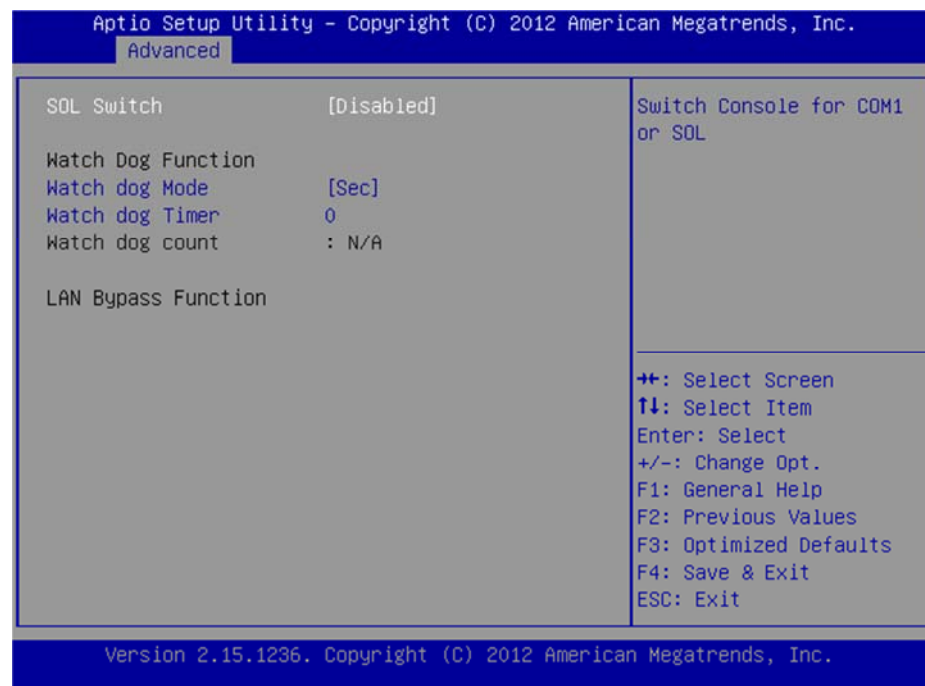 Aptio Setup Utility – Copyright (C) 2012 American Megatrends, Inc.
Advanced
SOL Switch [Disabled]
Watch Dog Function
Watch dog Mode [Sec]
Watch dog Timer 0
Watch dog count : N/A
LAN Bypass Function
Switch Console for COM1
or SOL
→←: Select Screen
↑↓: Select Item
Enter: Select
+/-: Change Opt.
F1: General Help
F2: Previous Values
F3: Optimized Defaults
F4: Save & Exit
ESC: Exit
Version 2.15.1236. Copyright (C) 2012 American Megatrends, Inc.